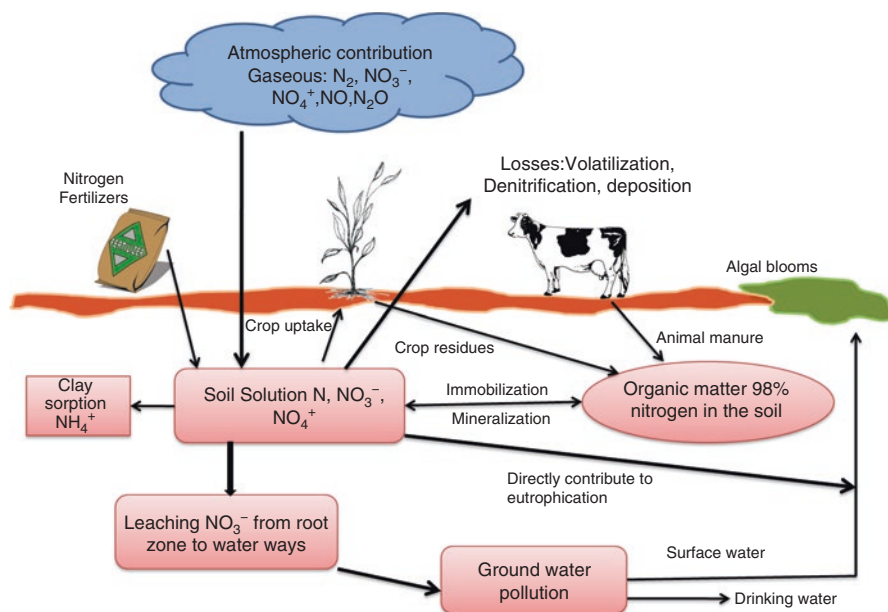 Atmospheric contribution
Gaseous: N₂, NO₃⁻,
NO₄⁺,NO,N₂O
Nitrogen
Fertilizers
FERTILIZER
Losses:Volatilization,
Denitrification, deposition
Algal blooms
Crop uptake
Crop residues
Animal manure
Clay
sorption
NH₄⁺
Soil Solution N, NO₃⁻,
NO₄⁺
Immobilization
Mineralization
Organic matter 98%
nitrogen in the soil
Directly contribute to
eutrophication
Leaching NO₃⁻ from root
zone to water ways
Ground water
pollution
Surface water
Drinking water